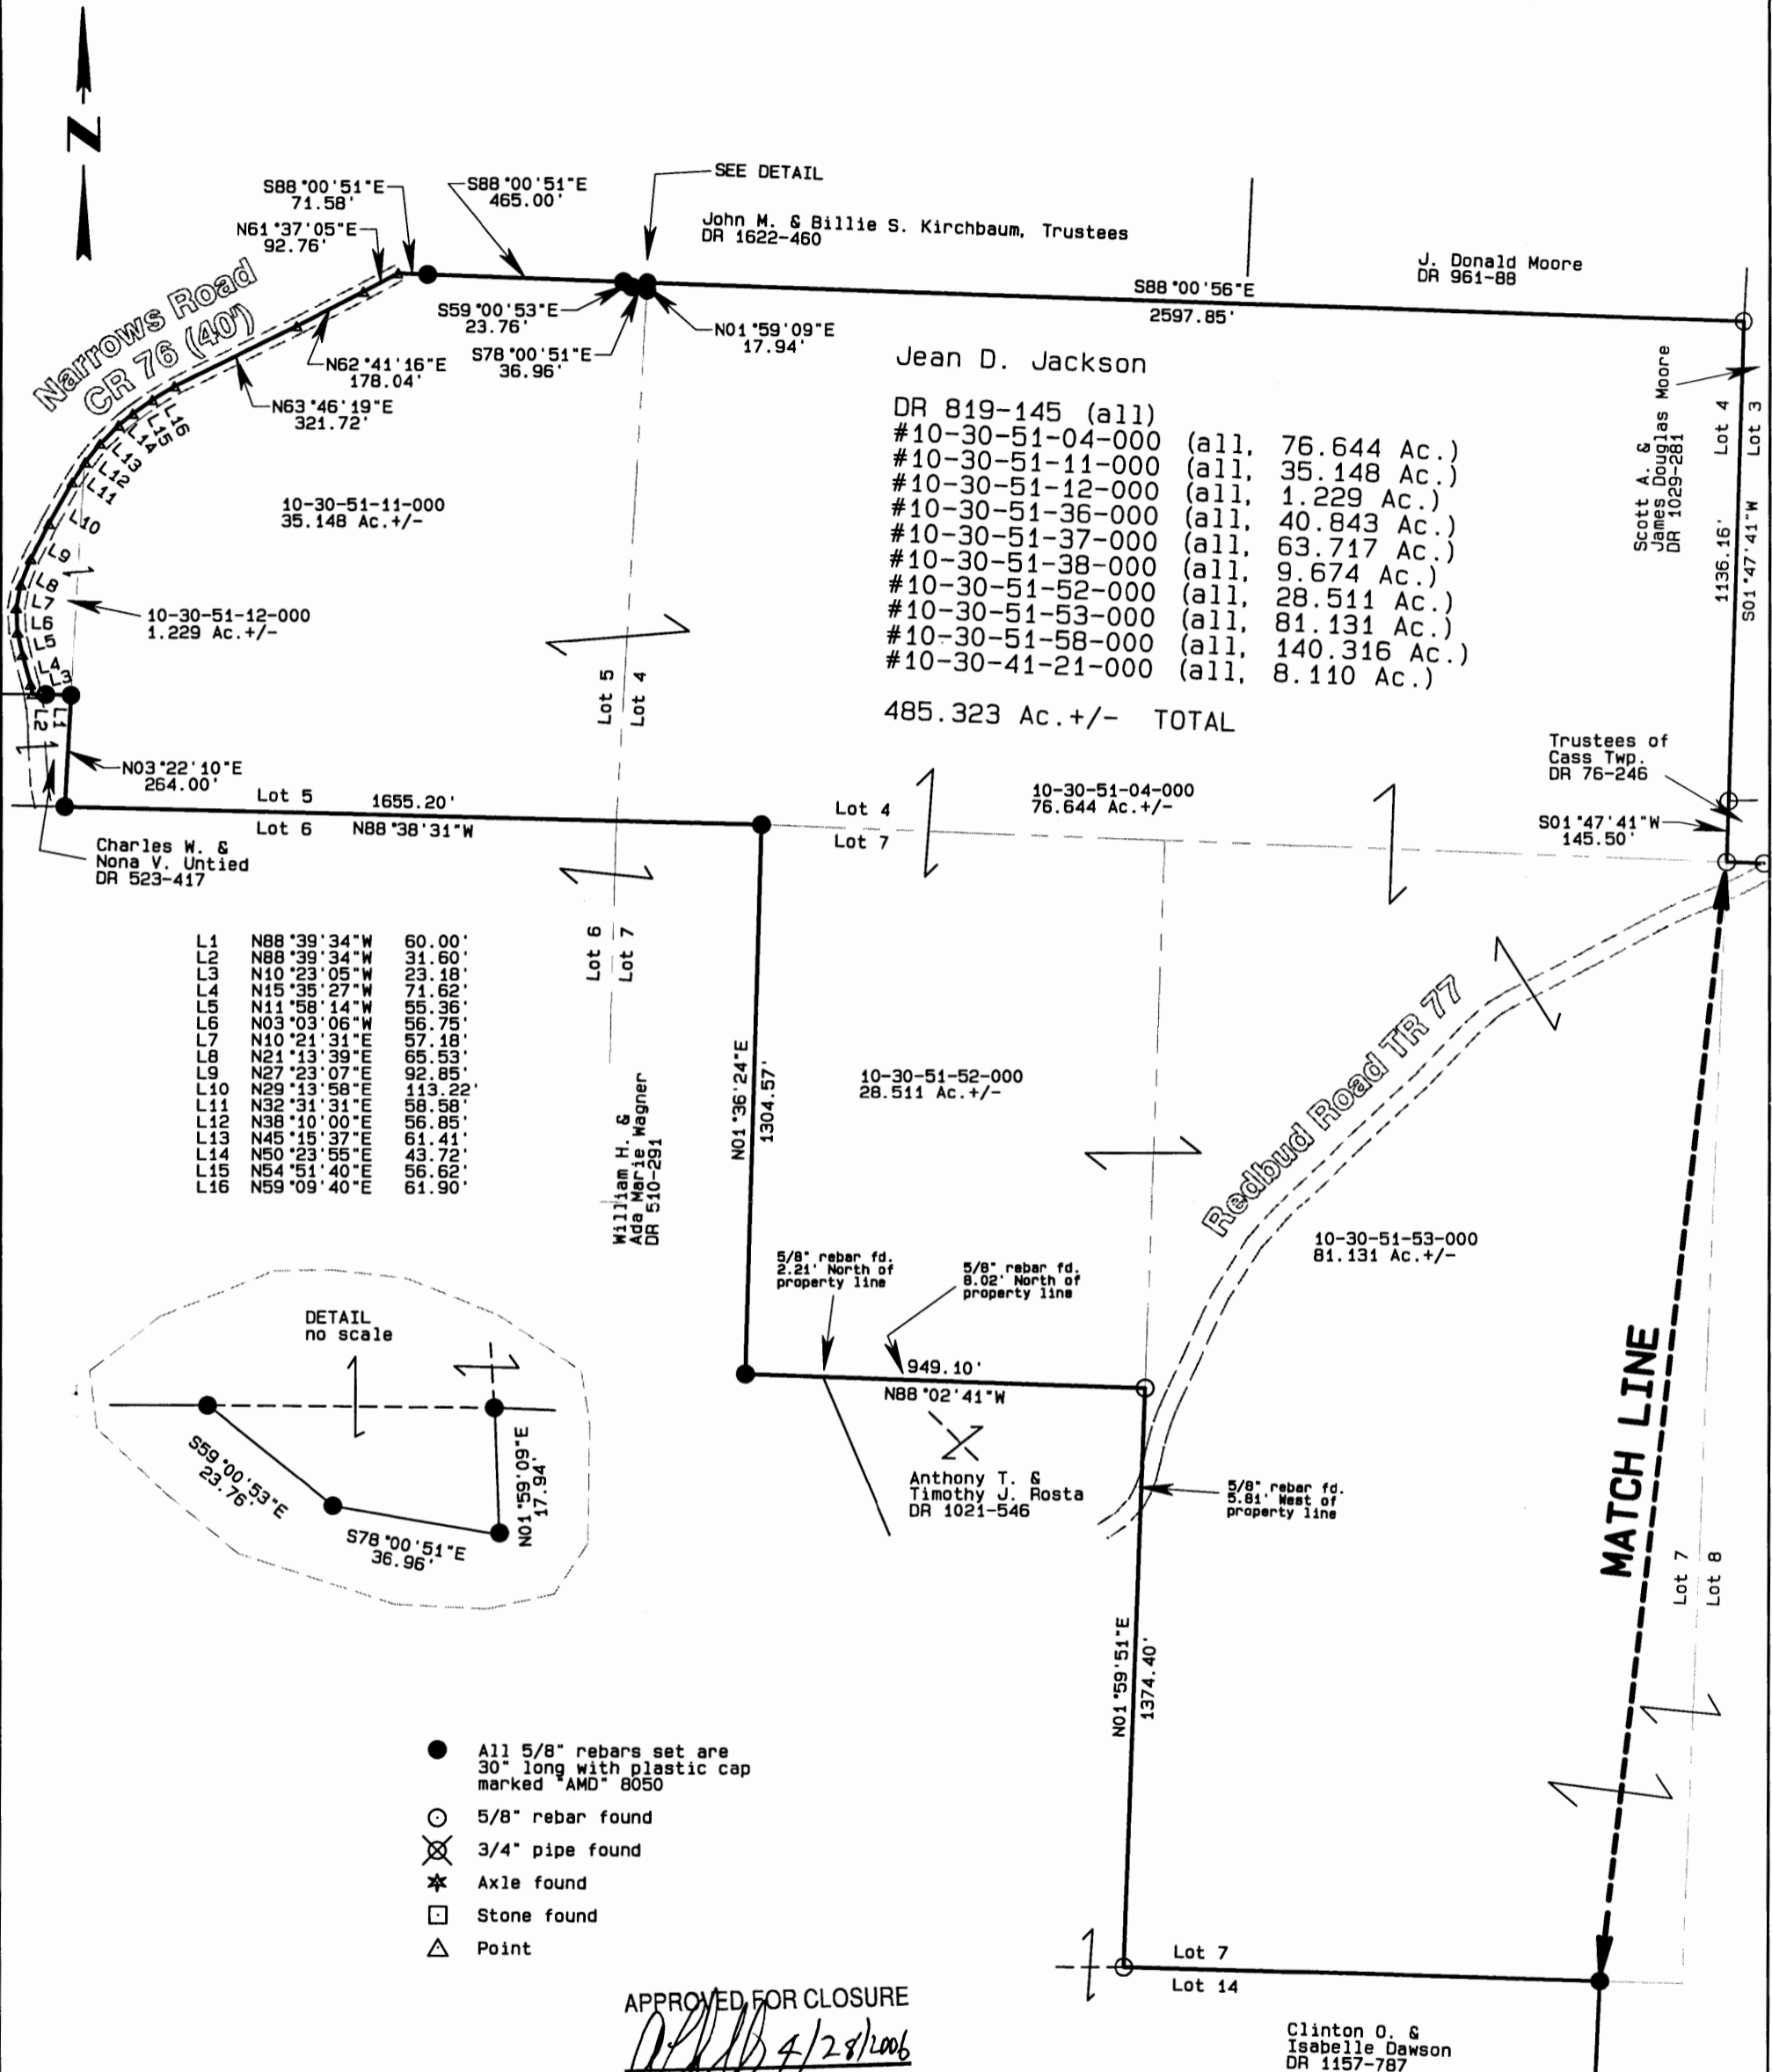 N
SEE DETAIL
S88°00'51"E
71.58'
S88°00'51"E
465.00'
N61°37'05"E
92.76'
John M. & Billie S. Kirchbaum, Trustees
DR 1622-460
J. Donald Moore
DR 961-88
Narrows Road
CR 76 (40')
S59°00'53"E
23.76'
S78°00'51"E
36.96'
N01°59'09"E
17.94'
S88°00'56"E
2597.85'
N62°41'16"E
178.04'
N63°46'19"E
321.72'
L16
L15
L14
L13
L12
L11
L10
L9
L8
L7
L6
L5
L4
L3
L2
L1
Jean D. Jackson
DR 819-145 (all)
#10-30-51-04-000 (all, 76.644 Ac.)
#10-30-51-11-000 (all, 35.148 Ac.)
#10-30-51-12-000 (all, 1.229 Ac.)
#10-30-51-36-000 (all, 40.843 Ac.)
#10-30-51-37-000 (all, 63.717 Ac.)
#10-30-51-38-000 (all, 9.674 Ac.)
#10-30-51-52-000 (all, 28.511 Ac.)
#10-30-51-53-000 (all, 81.131 Ac.)
#10-30-51-58-000 (all, 140.316 Ac.)
#10-30-41-21-000 (all, 8.110 Ac.)
485.323 Ac.+/- TOTAL
Scott A. &
James Douglas Moore
DR 1029-281
Lot 4
Lot 3
1136.16'
S01°47'41"W
10-30-51-11-000
35.148 Ac.+/-
10-30-51-12-000
1.229 Ac.+/-
Lot 5
Lot 4
N03°22'10"E
264.00'
Trustees of
Cass Twp.
DR 76-246
S01°47'41"W
145.50'
10-30-51-04-000
76.644 Ac.+/-
Lot 5
1655.20'
Lot 6
N88°38'31"W
Lot 4
Lot 7
Charles W. &
Nona V. Untied
DR 523-417
Lot 6
Lot 7
L1 N88°39'34"W 60.00'
L2 N88°39'34"W 31.60'
L3 N10°23'05"W 23.18'
L4 N15°35'27"W 71.62'
L5 N11°58'14"W 55.36'
L6 N03°03'06"W 56.75'
L7 N10°21'31"E 57.18'
L8 N21°13'39"E 65.53'
L9 N27°23'07"E 92.85'
L10 N29°13'58"E 113.22'
L11 N32°31'31"E 58.58'
L12 N38°10'00"E 56.85'
L13 N45°15'37"E 61.41'
L14 N50°23'55"E 43.72'
L15 N54°51'40"E 56.62'
L16 N59°09'40"E 61.90'
William H. &
Ada Marie Wagner
DR 510-291
N01°36'24"E
1304.57'
10-30-51-52-000
28.511 Ac.+/-
Redbud Road TR 77
10-30-51-53-000
81.131 Ac.+/-
5/8" rebar fd.
2.21' North of
property line
5/8" rebar fd.
8.02' North of
property line
949.10'
N88°02'41"W
Anthony T. &
Timothy J. Rosta
DR 1021-546
5/8" rebar fd.
5.81' West of
property line
DETAIL
no scale
S59°00'53"E
23.76'
S78°00'51"E
36.96'
N01°59'09"E
17.94'
MATCH LINE
Lot 7
Lot 8
N01°59'51"E
1374.40'
All 5/8" rebars set are
30" long with plastic cap
marked "AMD" 8050
5/8" rebar found
3/4" pipe found
Axle found
Stone found
Point
Lot 7
Lot 14
APPROVED FOR CLOSURE
4/28/2006
Clinton O. &
Isabelle Dawson
DR 1157-787